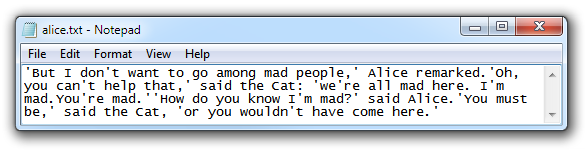 alice.txt - Notepad
File Edit Format View Help
'But I don't want to go among mad people,' Alice remarked.'Oh,
you can't help that,' said the Cat: 'we're all mad here. I'm
mad.You're mad.''How do you know I'm mad?' said Alice.'You must
be,' said the Cat, 'or you wouldn't have come here.'